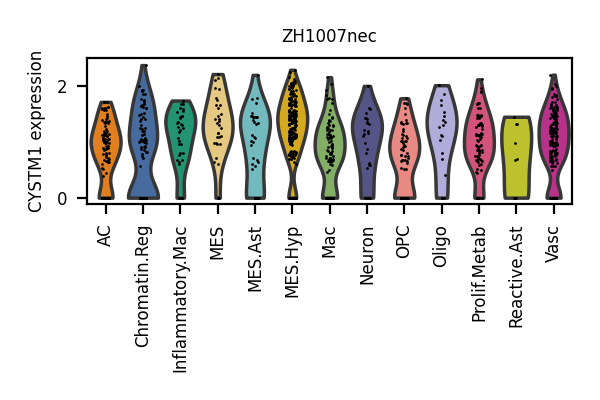 ZH1007nec
CYSTM1 expression
2
0
AC
Chromatin.Reg
Inflammatory.Mac
MES
MES.Ast
MES.Hyp
Mac
Neuron
OPC
Oligo
Prolif.Metab
Reactive.Ast
Vasc